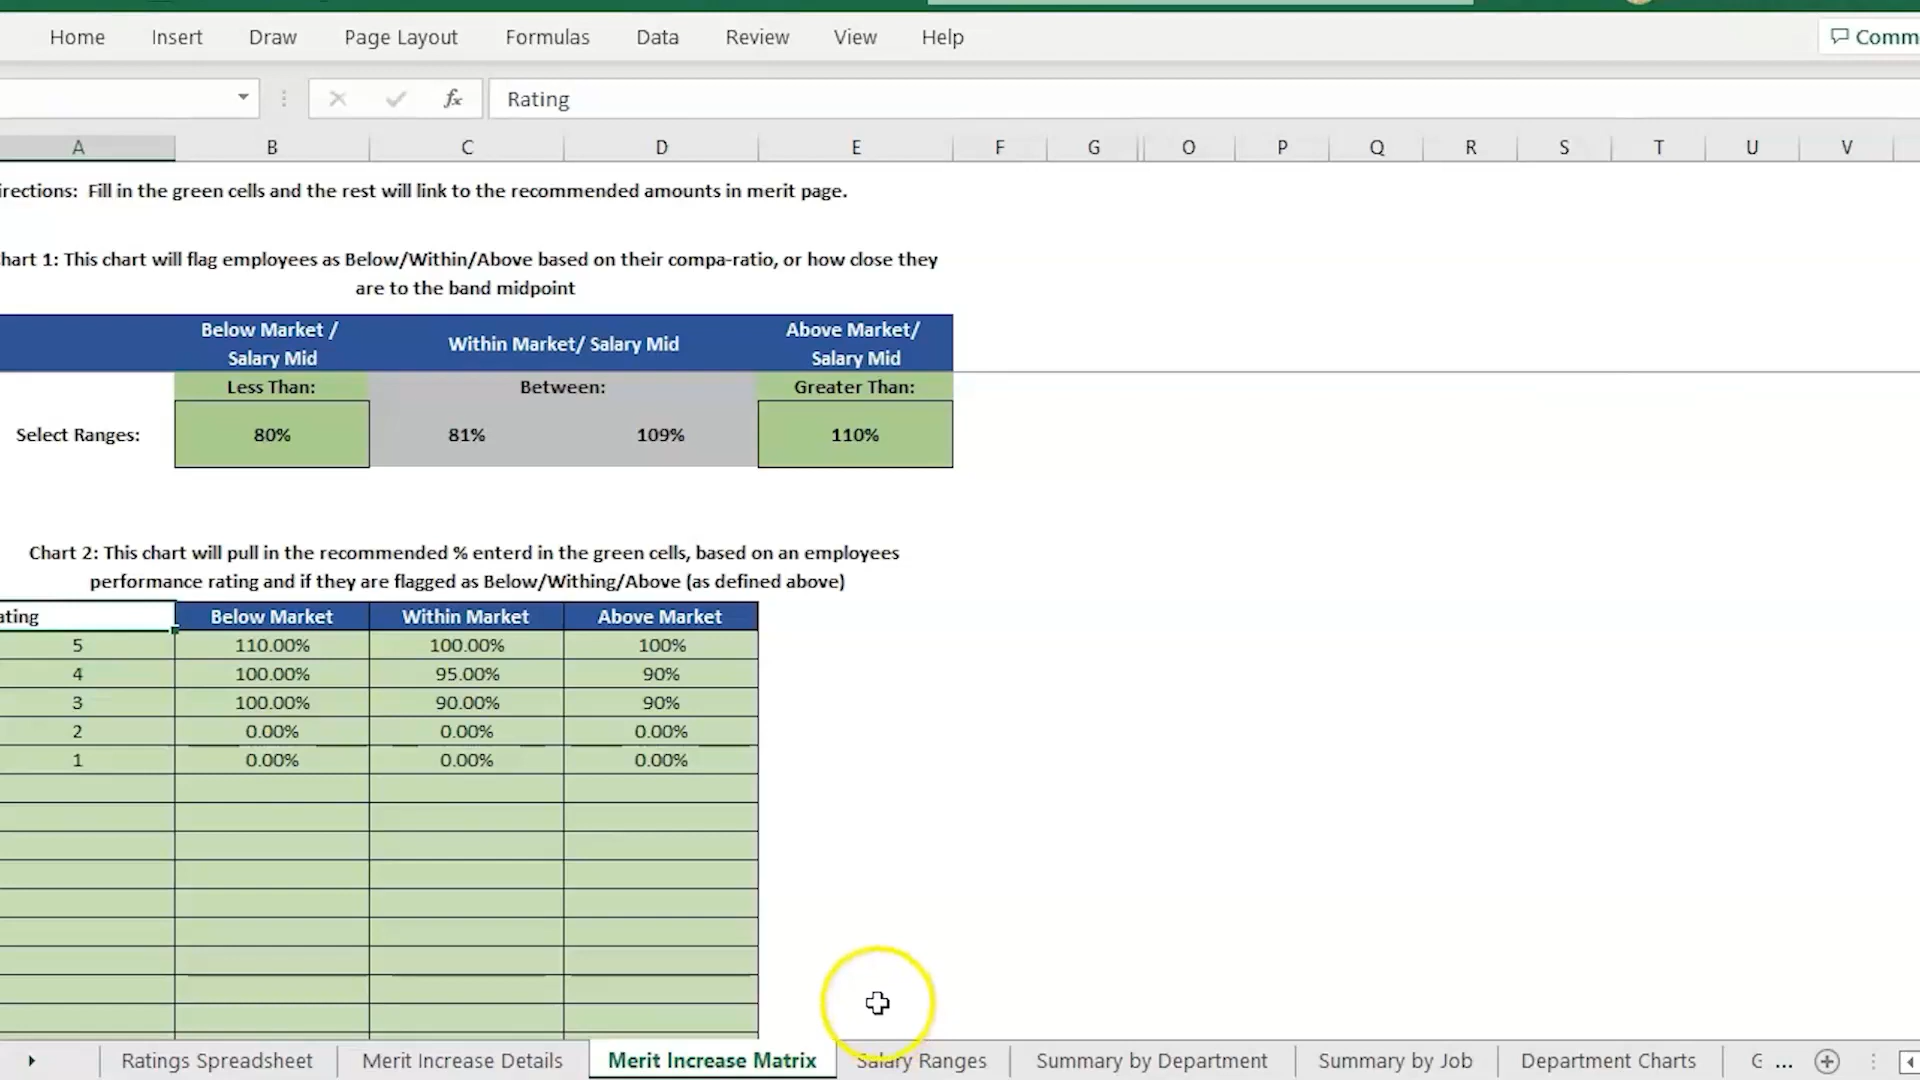 Home Insert Draw Page Layout Formulas Data Review View Help Comm
fx Rating
A B C D E F G O P Q R S T U V
irections: Fill in the green cells and the rest will link to the recommended amounts in merit page.
hart 1: This chart will flag employees as Below/Within/Above based on their compa-ratio, or how close they
are to the band midpoint
Below Market / Within Market/ Salary Mid Above Market/
Salary Mid Salary Mid
Less Than: Between: Greater Than:
Select Ranges: 80% 81% 109% 110%
Chart 2: This chart will pull in the recommended % enterd in the green cells, based on an employees
performance rating and if they are flagged as Below/Withing/Above (as defined above)
ating Below Market Within Market Above Market
5 110.00% 100.00% 100%
4 100.00% 95.00% 90%
3 100.00% 90.00% 90%
2 0.00% 0.00% 0.00%
1 0.00% 0.00% 0.00%
Ratings Spreadsheet Merit Increase Details Merit Increase Matrix Salary Ranges Summary by Department Summary by Job Department Charts G ...